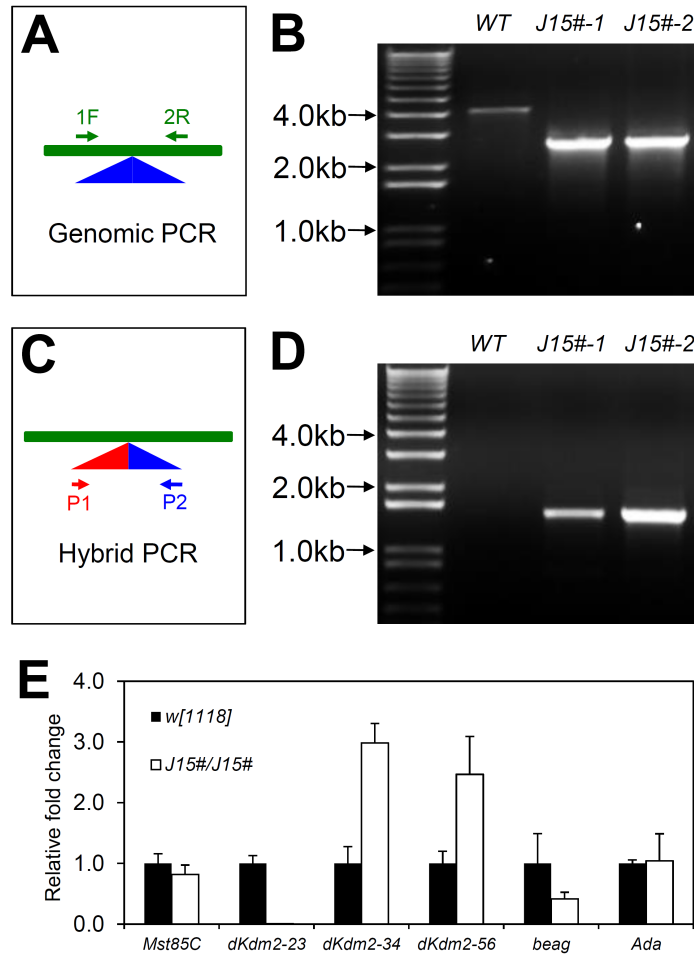 A
1F 2R
Genomic PCR
B
WT J15#-1 J15#-2
4.0kb
2.0kb
1.0kb
C
P1 P2
Hybrid PCR
D
WT J15#-1 J15#-2
4.0kb
2.0kb
1.0kb
E
Relative fold change
4.0
3.0
2.0
1.0
0.0
w[1118]
J15#/J15#
Mst85C dKdm2-23 dKdm2-34 dKdm2-56 beag Ada